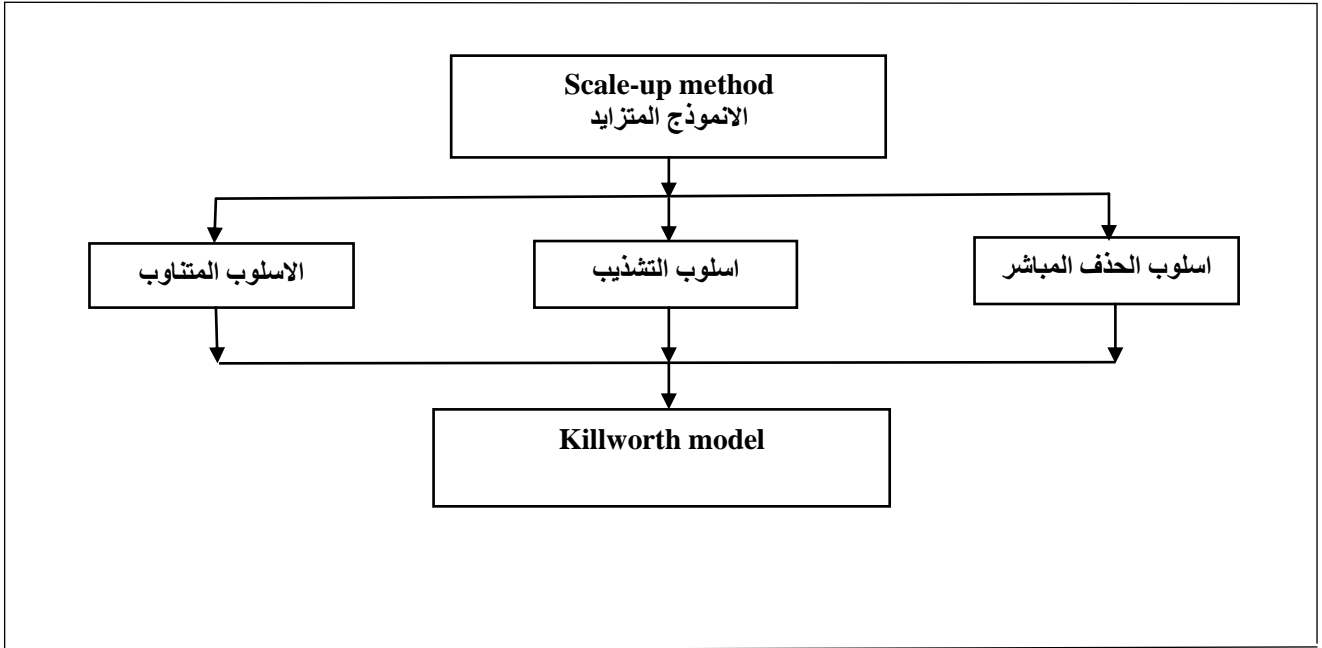 Scale-up method
الانموذج المتزايد
اسلوب الحذف المباشر
اسلوب التشذيب
الاسلوب المتناوب
Killworth model